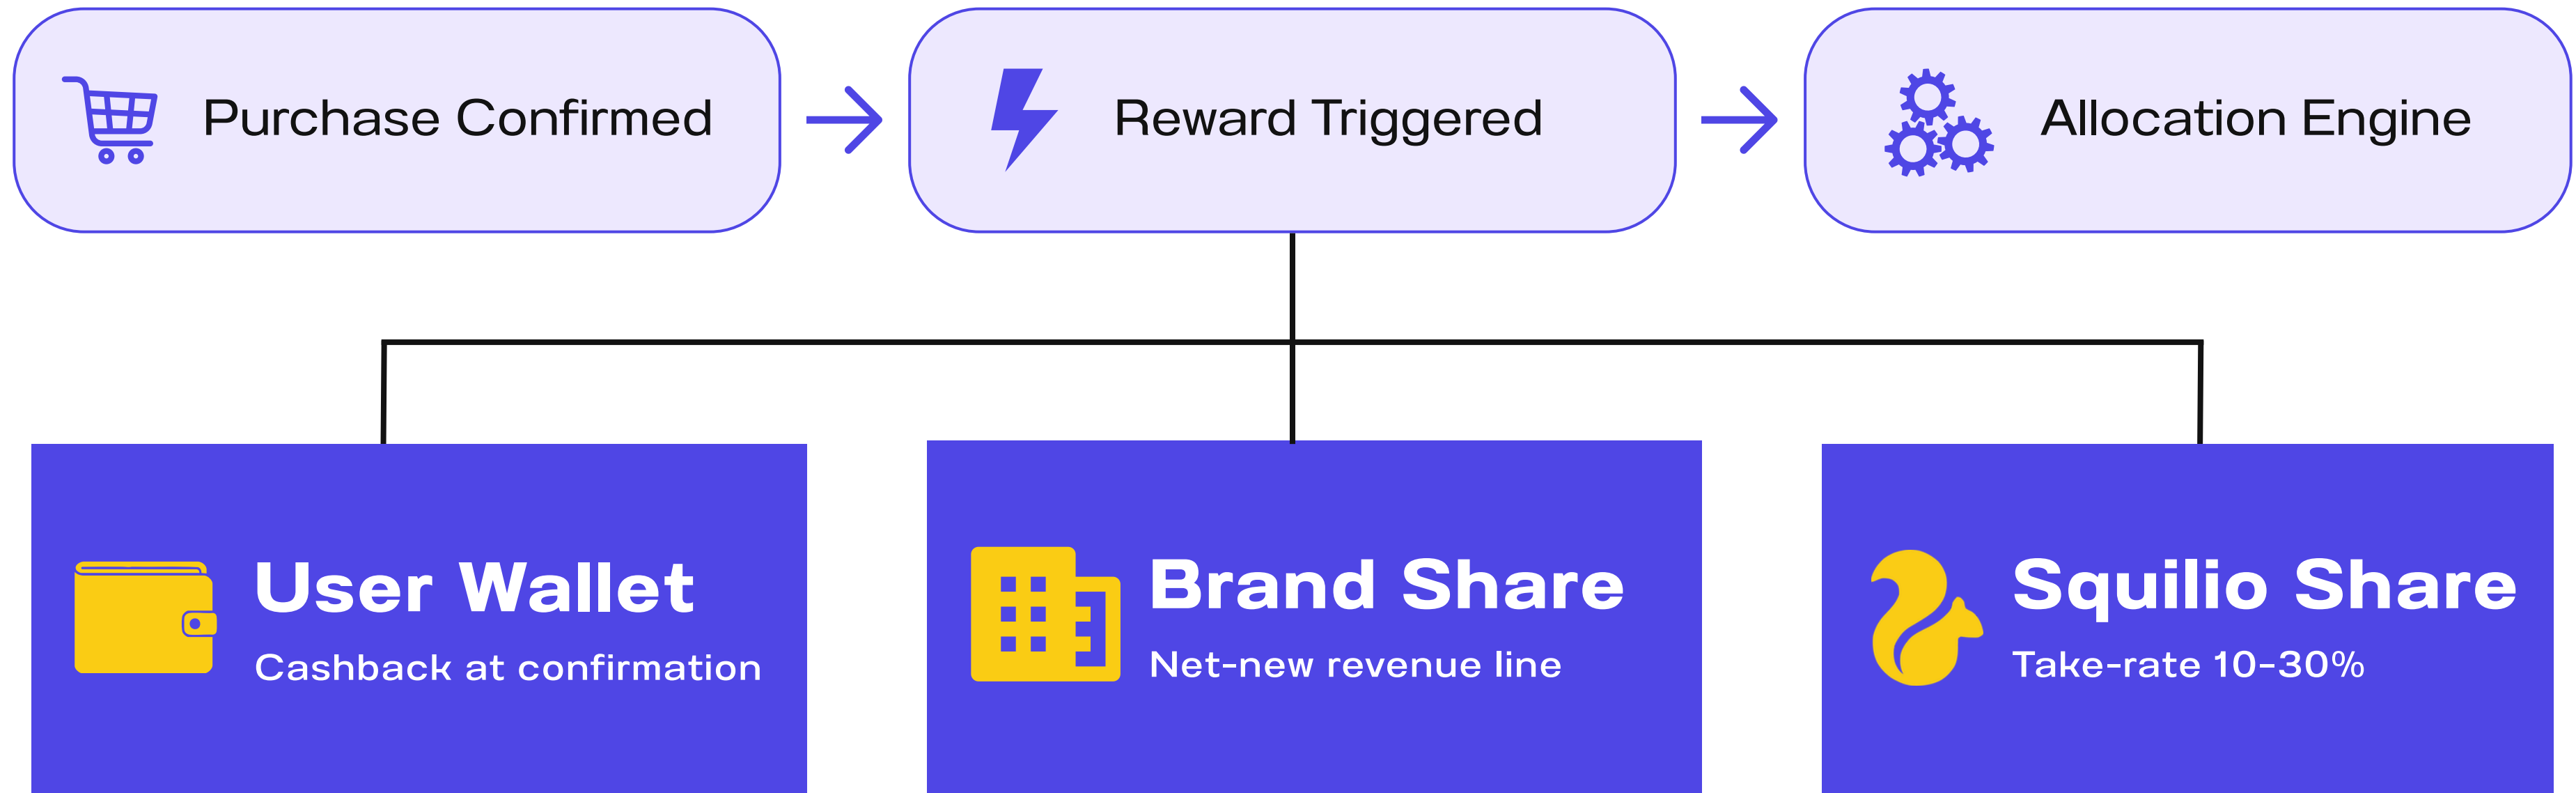 Purchase Confirmed
Reward Triggered
Allocation Engine
User Wallet
Cashback at confirmation
Brand Share
Net-new revenue line
Squilio Share
Take-rate 10-30%